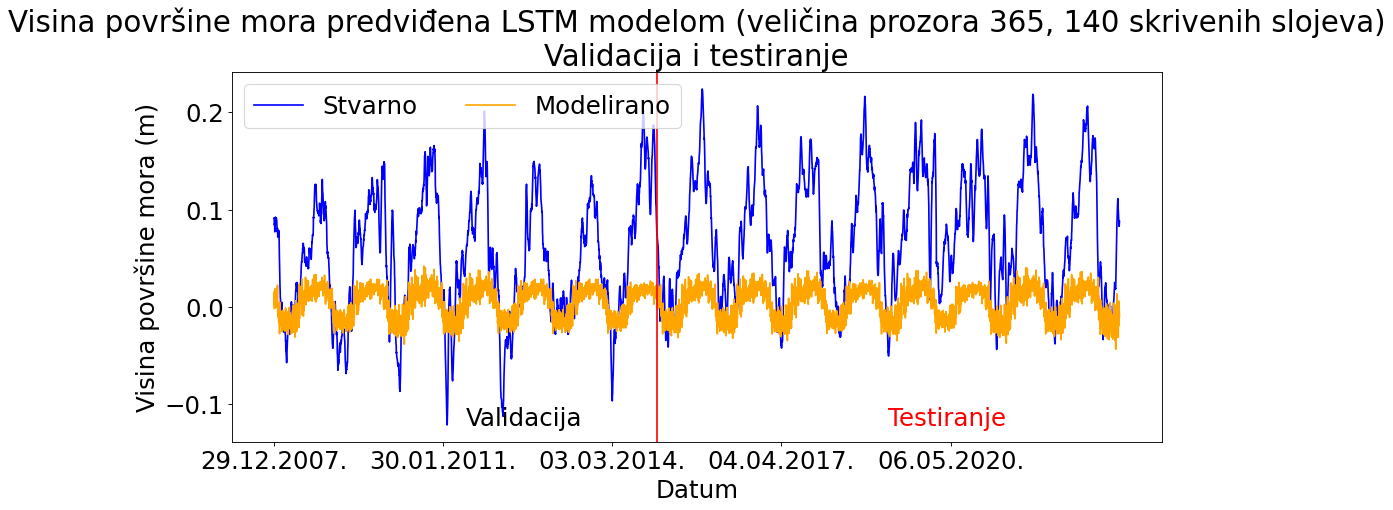 Visina površine mora predviđena LSTM modelom (veličina prozora 365, 140 skrivenih slojeva)
Validacija i testiranje
Stvarno
Modelirano
Visina površine mora (m)
0.2
0.1
0.0
−0.1
Validacija
Testiranje
29.12.2007.
30.01.2011.
03.03.2014.
04.04.2017.
06.05.2020.
Datum